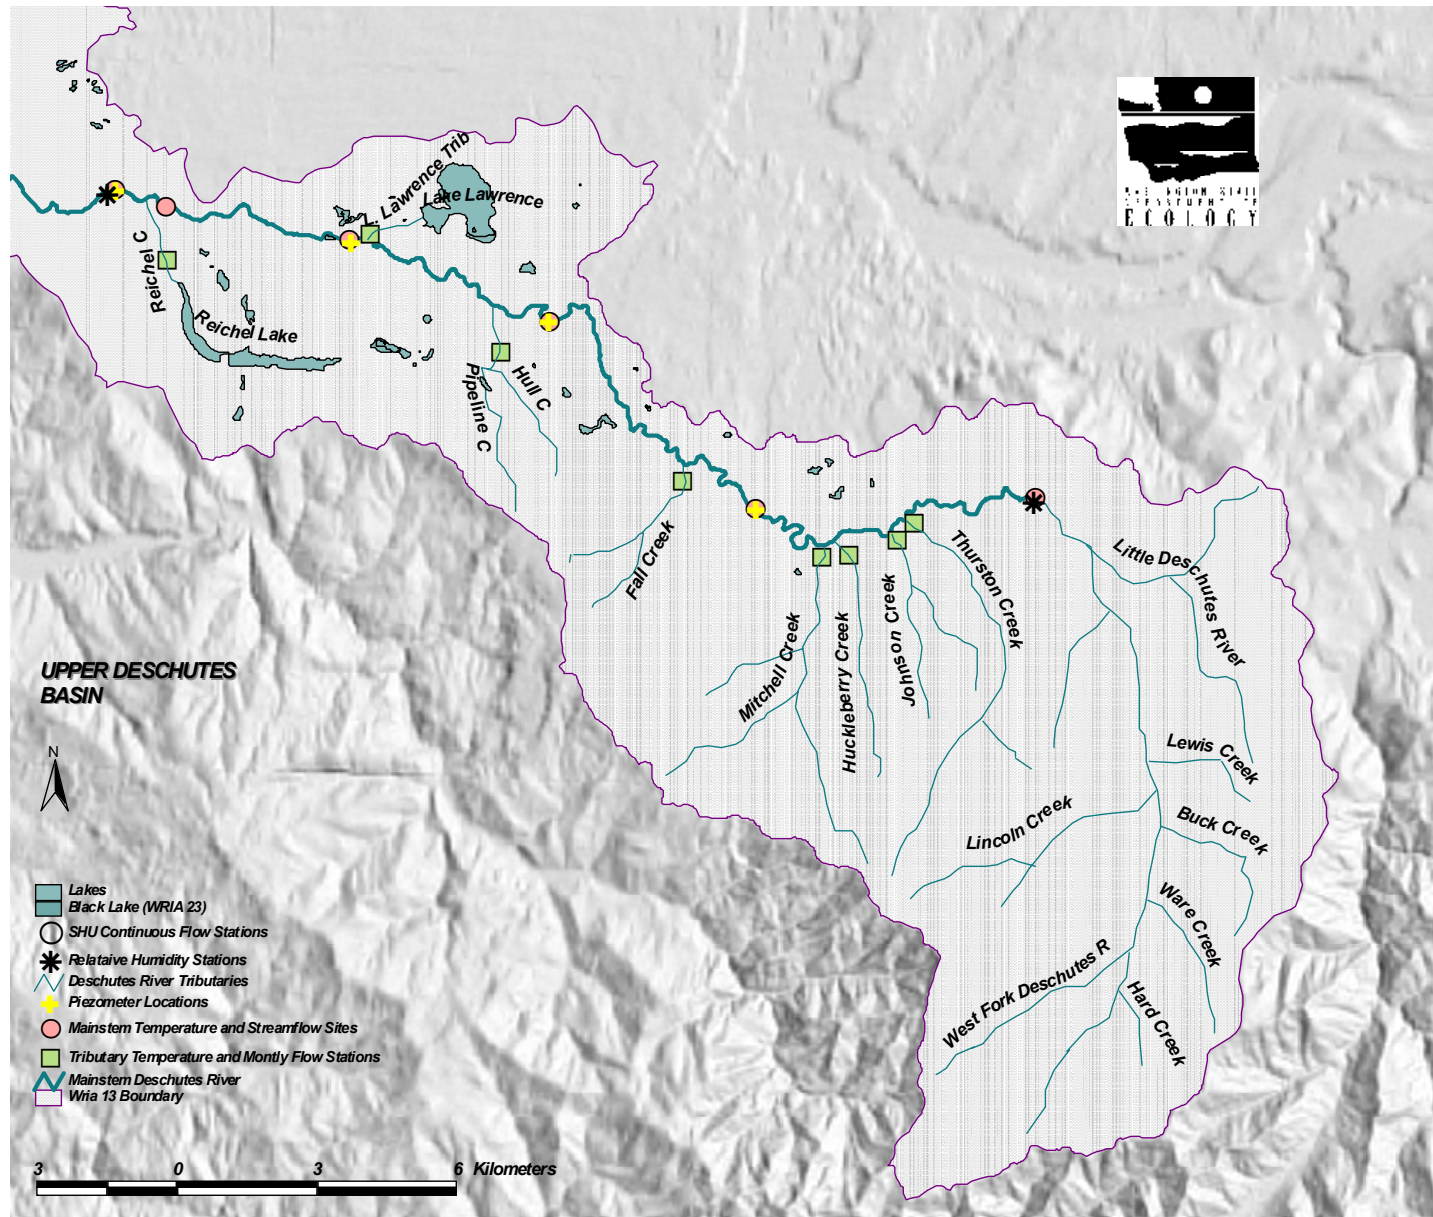 L. Lawrence Trib
Lake Lawrence
ECOLOGY
Reichel C
Reichel Lake
Hull C
Pipeline C
Fall Creek
Thurston Creek
Little Deschutes River
Mitchell Creek
Huckleberry Creek
Johnson Creek
UPPER DESCHUTES
BASIN
N
Lewis Creek
Lincoln Creek
Buck Creek
Ware Creek
West Fork Deschutes R
Hard Creek
Lakes
Black Lake (WRIA 23)
SHU Continuous Flow Stations
Relataive Humidity Stations
Deschutes River Tributaries
Piezometer Locations
Mainstem Temperature and Streamflow Sites
Tributary Temperature and Montly Flow Stations
Mainstem Deschutes River
Wria 13 Boundary
3 0 3 6 Kilometers